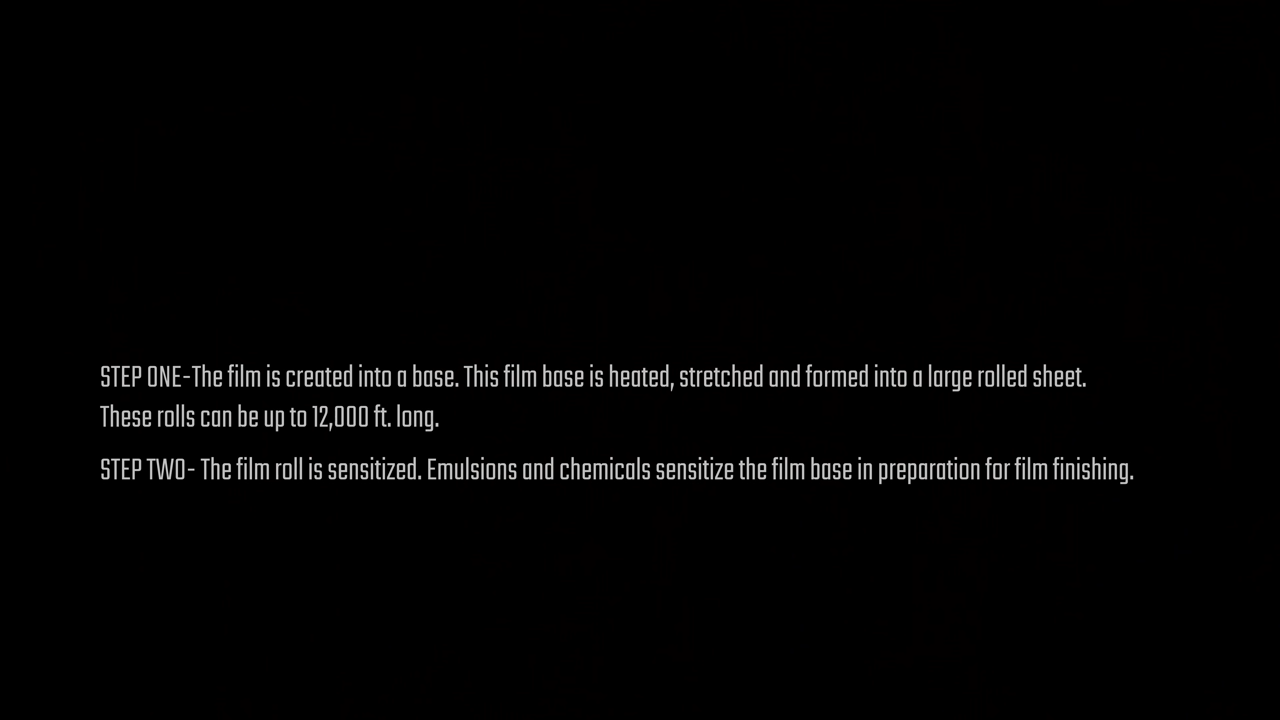 STEP ONE-The film is created into a base. This film base is heated, stretched and formed into a large rolled sheet.
These rolls can be up to 12,000 ft. long.
STEP TWO- The film roll is sensitized. Emulsions and chemicals sensitize the film base in preparation for film finishing.